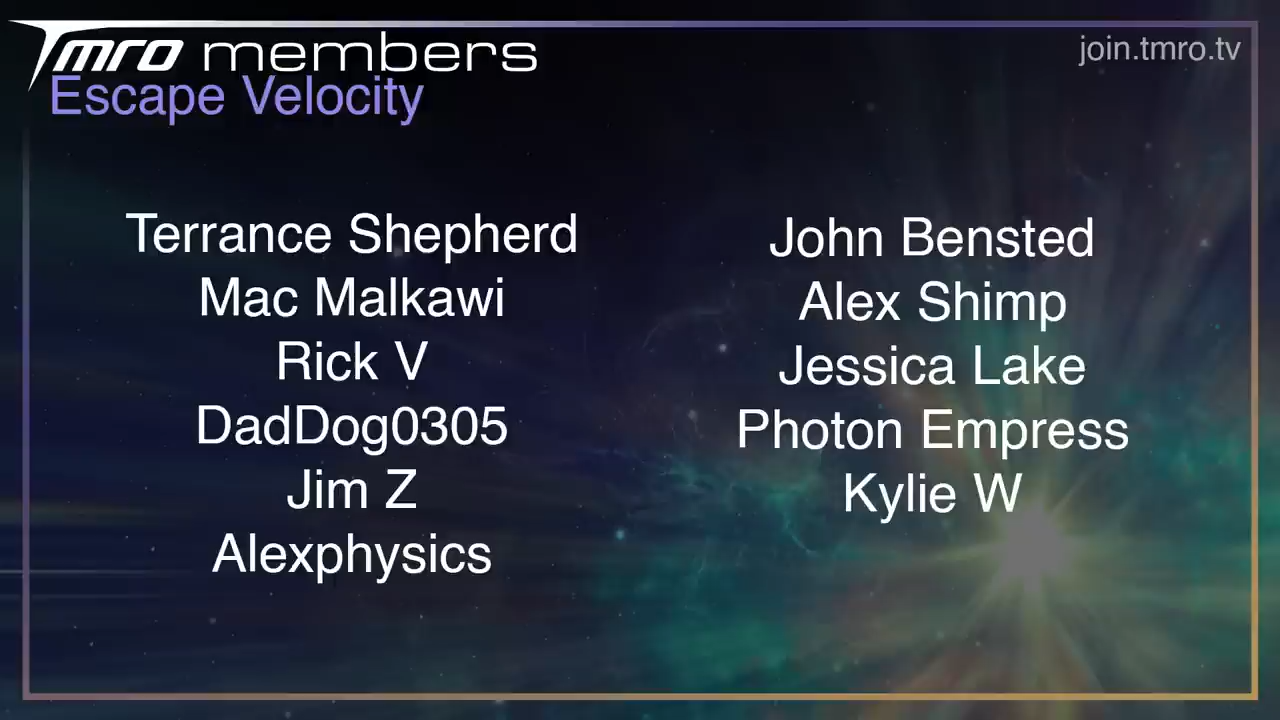 Tmro members
join.tmro.tv
Escape Velocity
Terrance Shepherd
Mac Malkawi
Rick V
DadDog0305
Jim Z
Alexphysics
John Bensted
Alex Shimp
Jessica Lake
Photon Empress
Kylie W